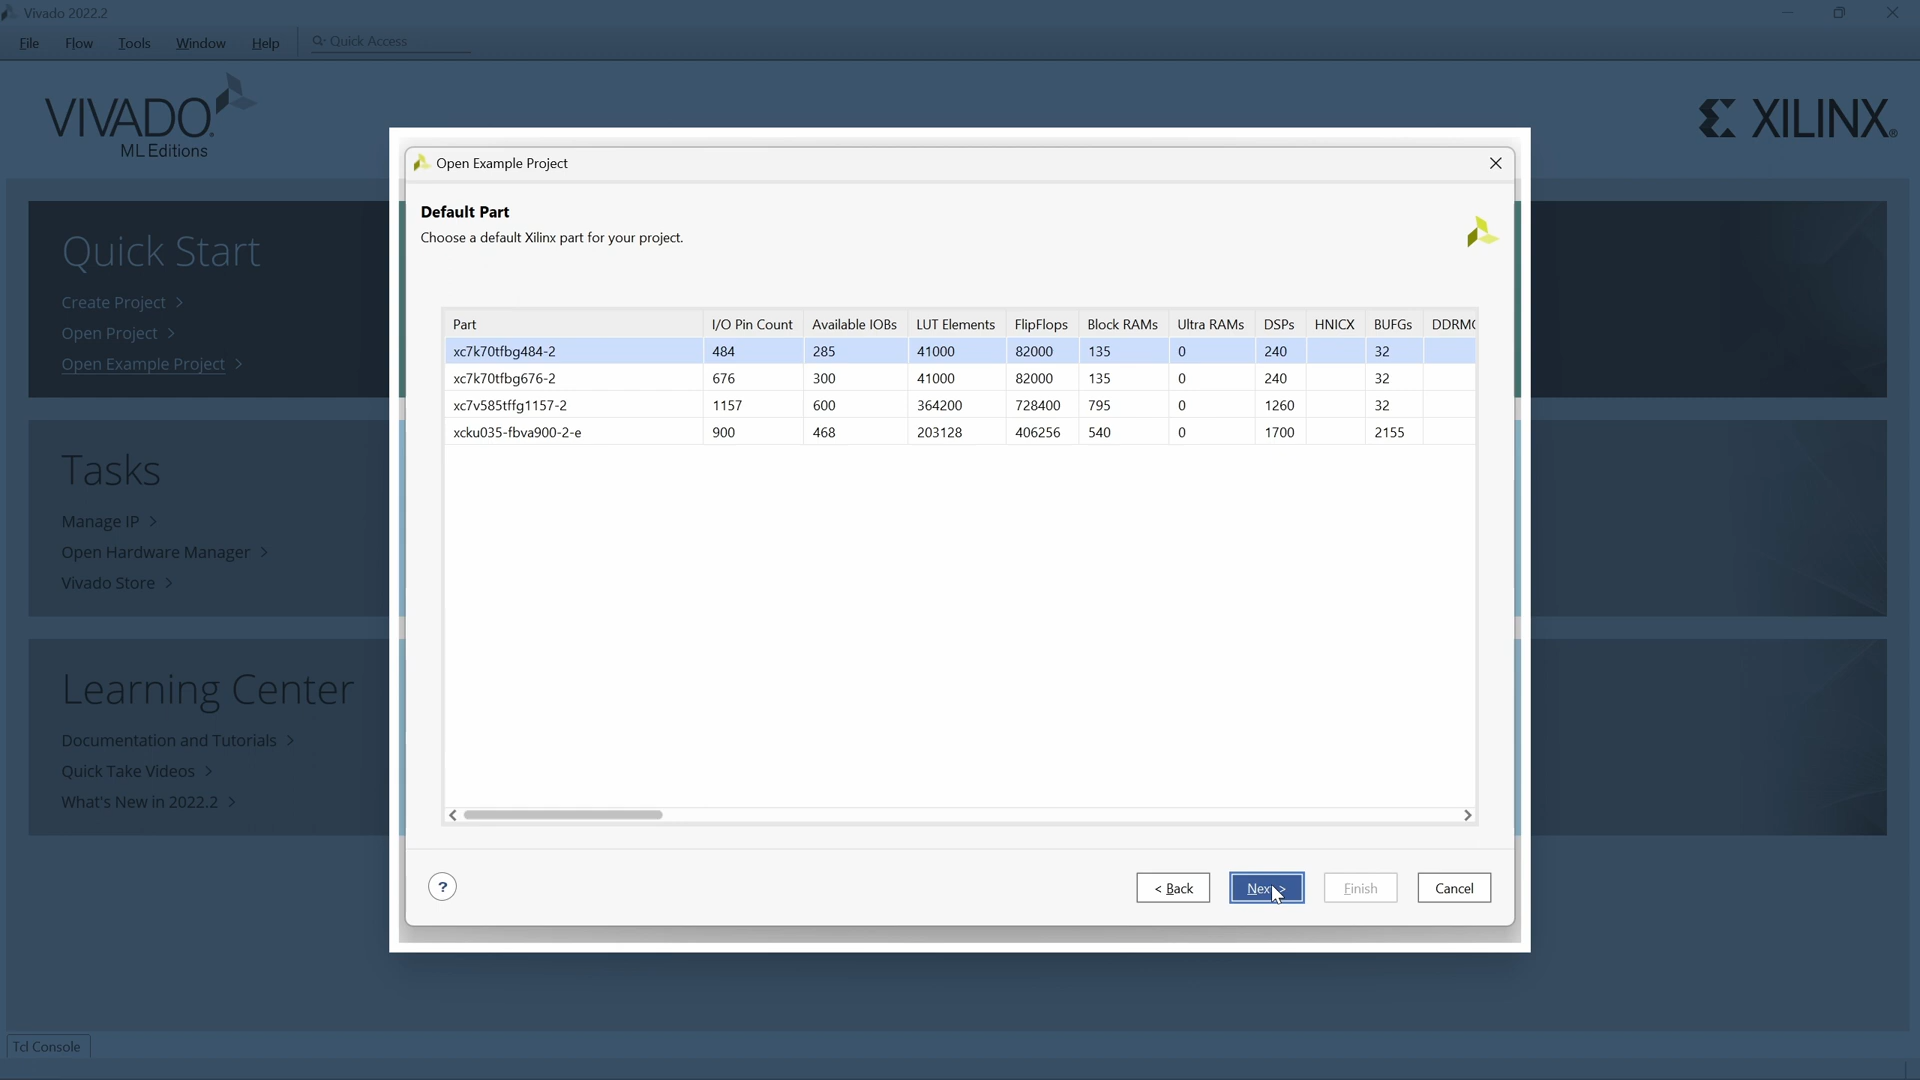 Vivado 2022.2
File Flow Tools Window Help Quick Access
VIVADO.
ML Editions
XILINX®
Quick Start
Create Project >
Open Project >
Open Example Project >
Tasks
Manage IP >
Open Hardware Manager >
Vivado Store >
Learning Center
Documentation and Tutorials >
Quick Take Videos >
What's New in 2022.2 >
Open Example Project
Default Part
Choose a default Xilinx part for your project.
Part I/O Pin Count Available IOBs LUT Elements FlipFlops Block RAMs Ultra RAMs DSPs HNICX BUFGs
xc7k70tfbg484-2 484 285 41000 82000 135 0 240 32
xc7k70tfbg676-2 676 300 41000 82000 135 0 240 32
xc7v585tffg1157-2 1157 600 364200 728400 795 0 1260 32
xcku035-fbva900-2-e 900 468 203128 406256 540 0 1700 2155
? < Back Next > Finish Cancel
Tcl Console